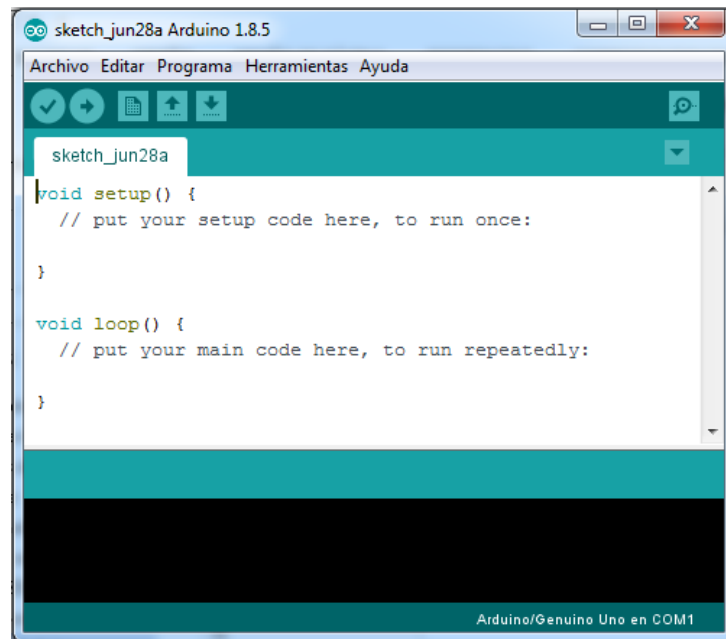 sketch_jun28a Arduino 1.8.5
Archivo Editar Programa Herramientas Ayuda
sketch_jun28a
void setup() {
  // put your setup code here, to run once:
}
void loop() {
  // put your main code here, to run repeatedly:
}
Arduino/Genuino Uno en COM1